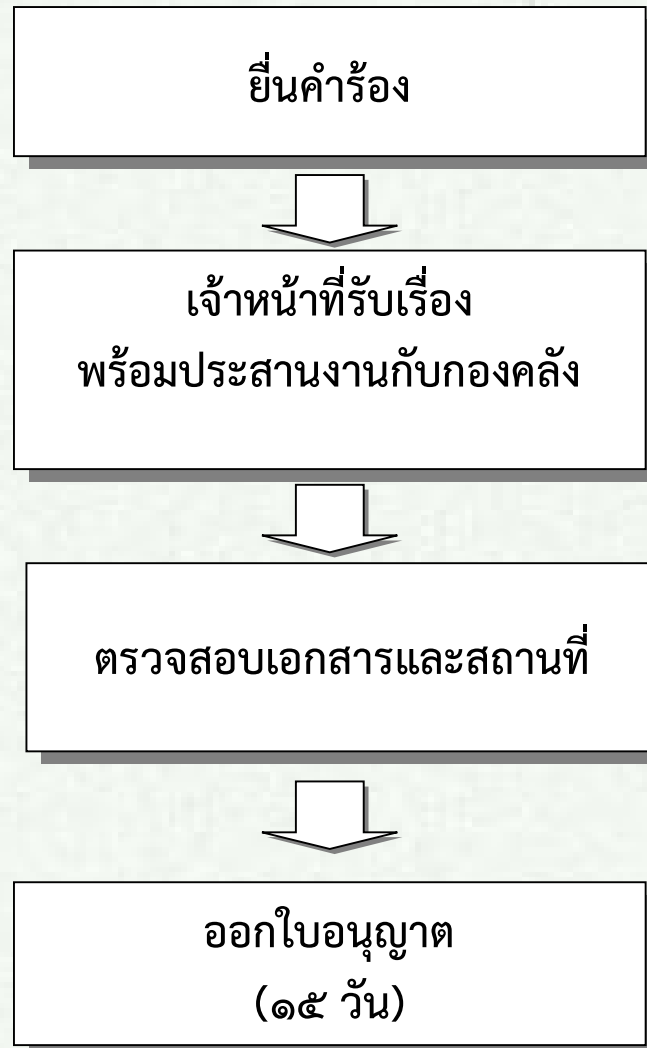 ยื่นคำร้อง
เจ้าหน้าที่รับเรื่อง
พร้อมประสานงานกับกองคลัง
ตรวจสอบเอกสารและสถานที่
ออกใบอนุญาต
(๑๕ วัน)